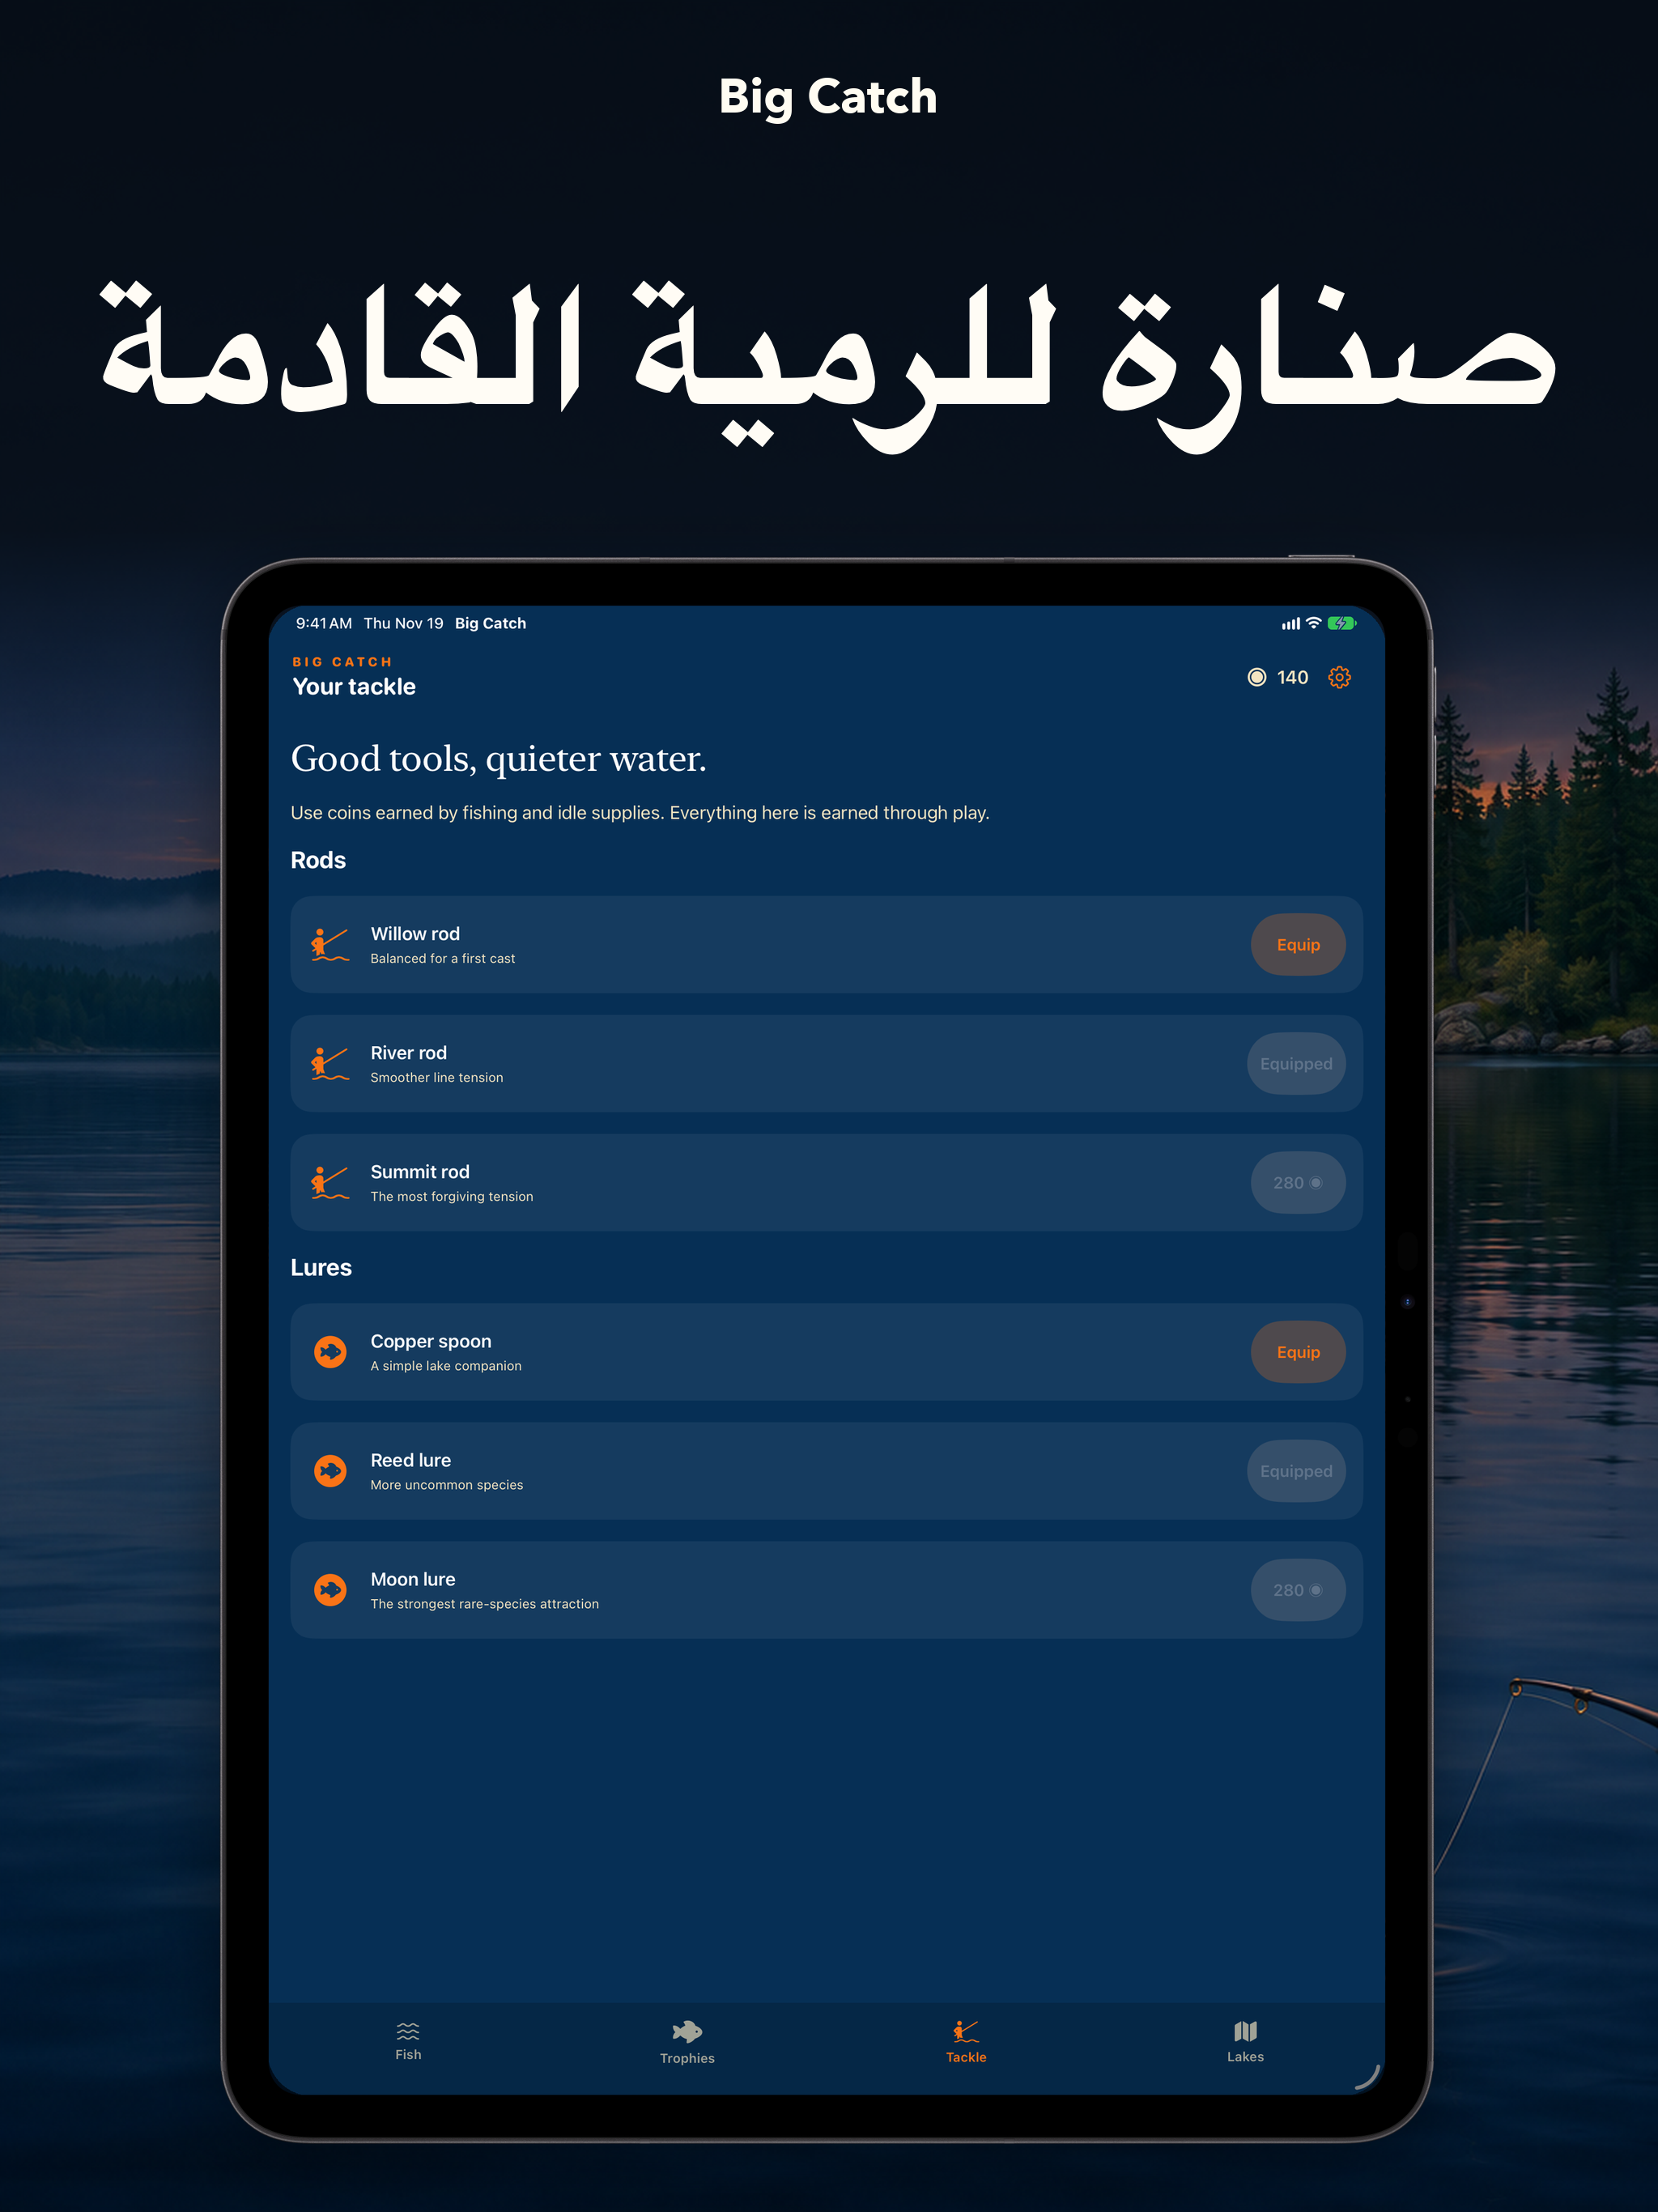 Big Catch
صنارة للرمية القادمة
9:41 AM Thu Nov 19 Big Catch
BIG CATCH
Your tackle
140
Good tools, quieter water.
Use coins earned by fishing and idle supplies. Everything here is earned through play.
Rods
Willow rod
Balanced for a first cast
Equip
River rod
Smoother line tension
Equipped
Summit rod
The most forgiving tension
280
Lures
Copper spoon
A simple lake companion
Equip
Reed lure
More uncommon species
Equipped
Moon lure
The strongest rare-species attraction
280
Fish
Trophies
Tackle
Lakes